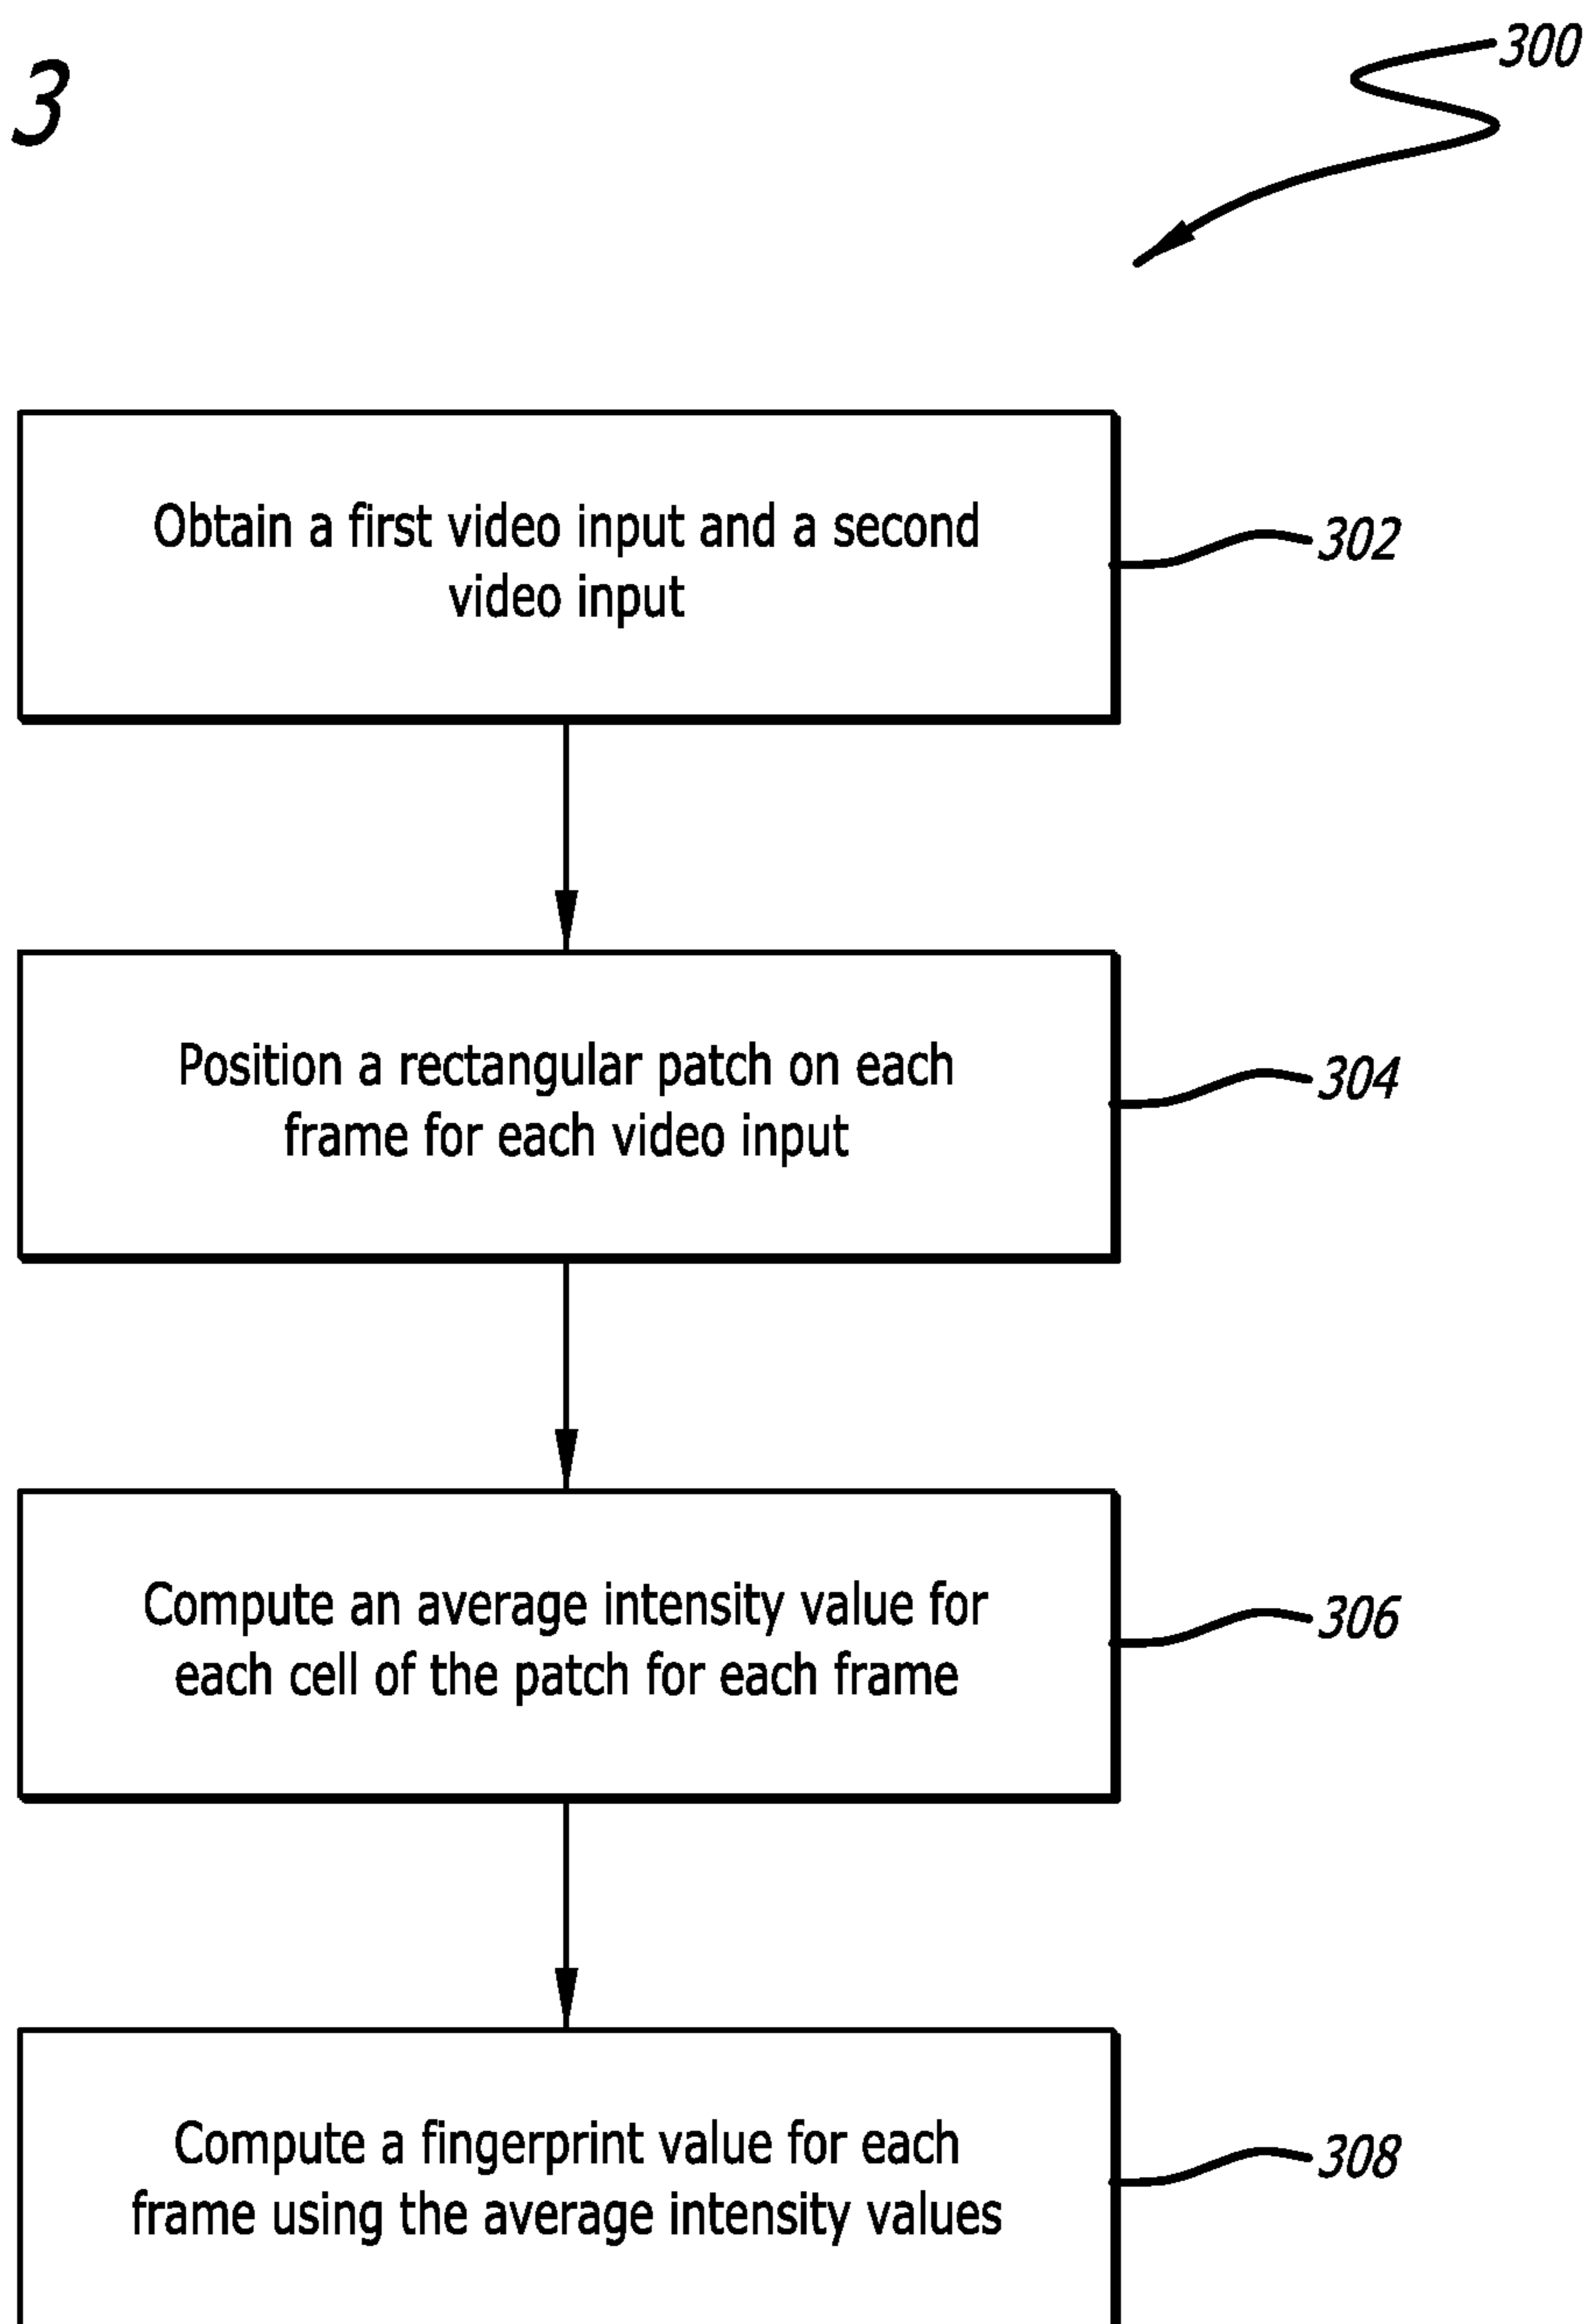 3
300
Obtain a first video input and a second
video input
302
Position a rectangular patch on each
frame for each video input
304
Compute an average intensity value for
each cell of the patch for each frame
306
Compute a fingerprint value for each
frame using the average intensity values
308